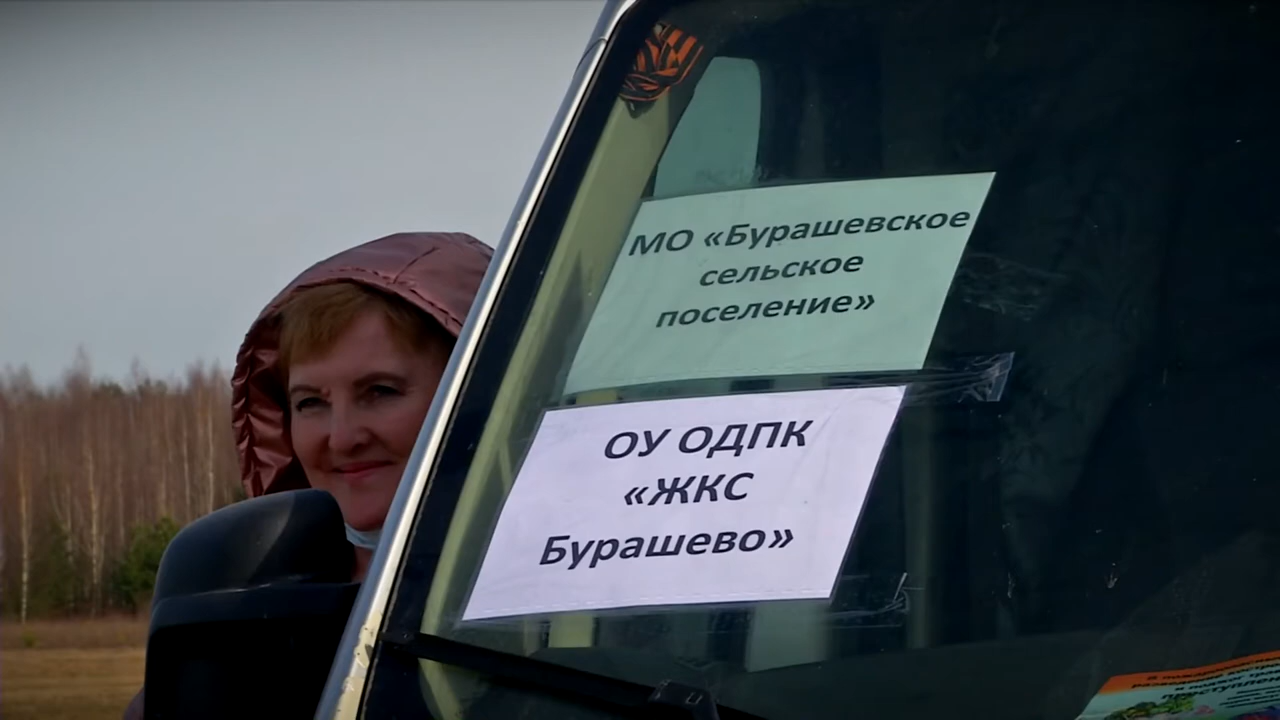 МО «Бурашевское
сельское
поселение»
ОУ ОДПК
«ЖКС
Бурашево»